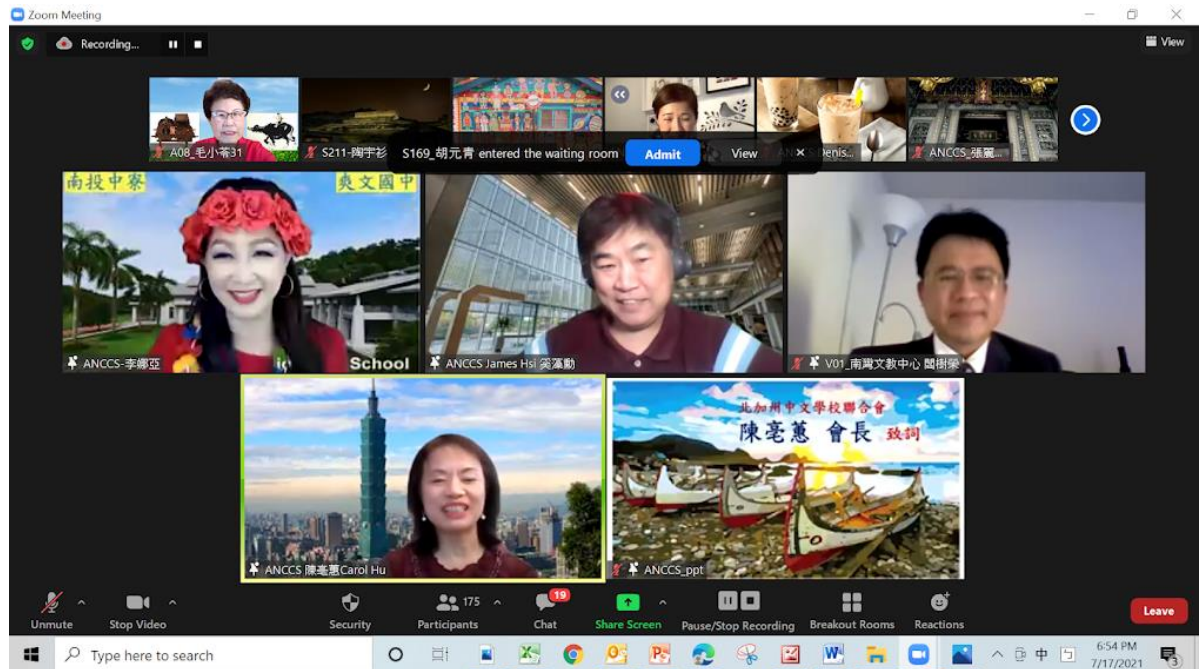 Zoom Meeting
Recording...
View
A08_毛小苓31
S211-陶宇衫
S169_胡元青 entered the waiting room
Admit
View
Denis...
ANCCS_張麗...
南投中寮
爽文國中
School
ANCCS-李娜亞
ANCCS James Hsi 奚藻勳
V01_南灣文教中心 閻樹榮
北加州中文學校聯合會
陳亳蕙 會長 致詞
ANCCS 陳亳蕙Carol Hu
ANCCS_ppt
Unmute
Stop Video
Security
175
Participants
19
Chat
Share Screen
Pause/Stop Recording
Breakout Rooms
Reactions
Leave
Type here to search
中
6:54 PM
7/17/2021
3